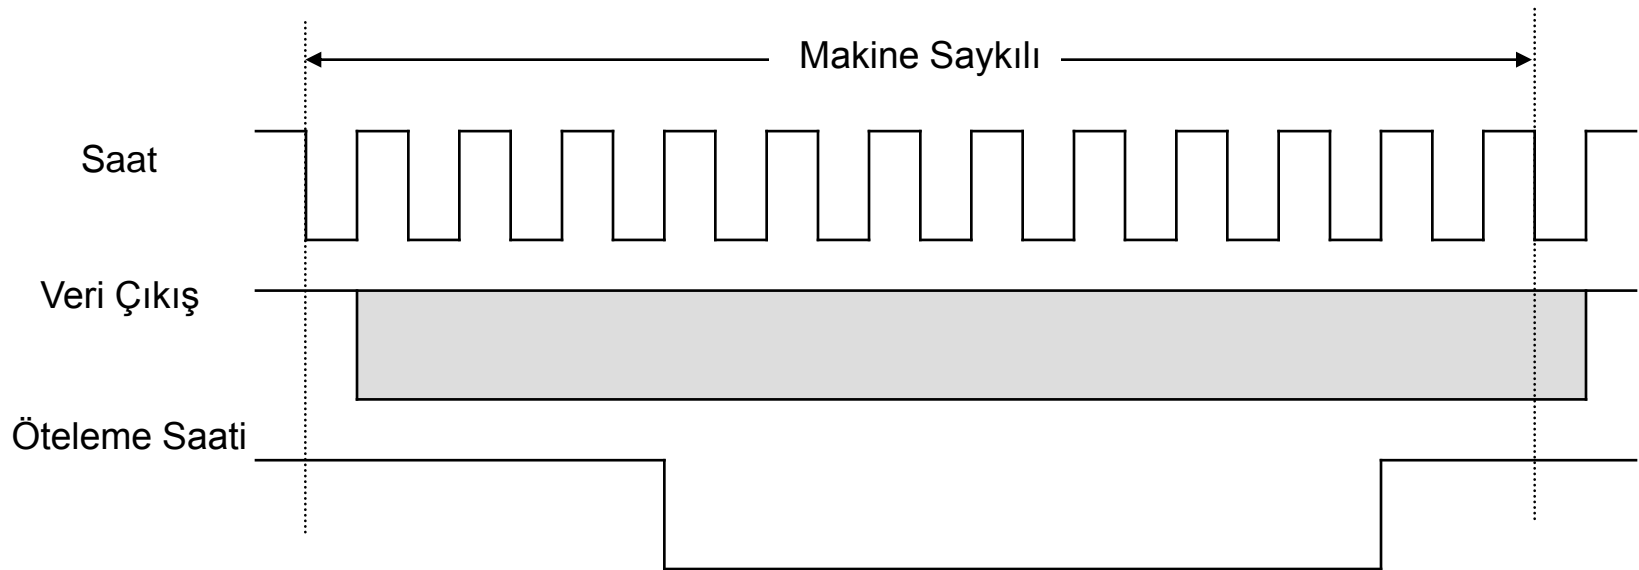 Makine Saykılı
Saat
Veri Çıkış
Öteleme Saati